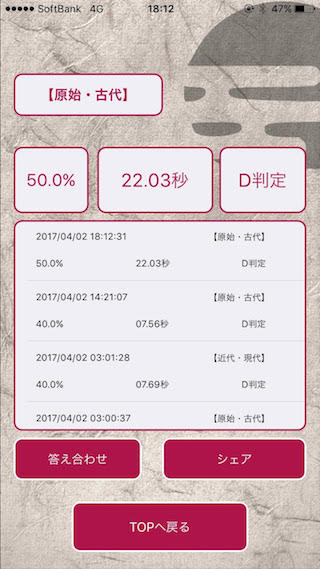 SoftBank 4G 18:12 47%
【原始・古代】
50.0% 22.03秒 D判定
2017/04/02 18:12:31 【原始・古代】
50.0% 22.03秒 D判定
2017/04/02 14:21:07 【原始・古代】
40.0% 07.56秒 D判定
2017/04/02 03:01:28 【近代・現代】
40.0% 07.69秒 D判定
2017/04/02 03:00:37 【原始・古代】
答え合わせ シェア
TOPへ戻る